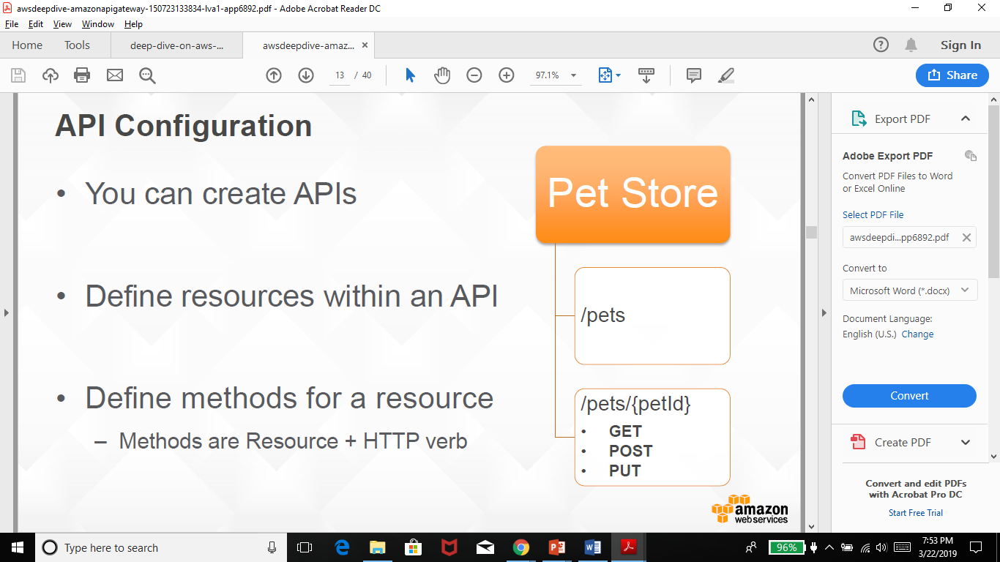 awsdeepdive-amazonapigateway-150723133834-lva1-app6892.pdf - Adobe Acrobat Reader DC
File Edit View Window Help
Home Tools deep-dive-on-aws-... awsdeepdive-amaz... × Sign In
13 / 40 97.1% Share
API Configuration
• You can create APIs
• Define resources within an API
• Define methods for a resource
– Methods are Resource + HTTP verb
Pet Store
/pets
/pets/{petId}
• GET
• POST
• PUT
amazon
web services
Export PDF
Adobe Export PDF
Convert PDF Files to Word
or Excel Online
Select PDF File
awsdeepdi...pp6892.pdf
Convert to
Microsoft Word (*.docx)
Document Language:
English (U.S.) Change
Convert
Create PDF
Convert and edit PDFs
with Acrobat Pro DC
Start Free Trial
Type here to search
96%
7:53 PM
3/22/2019